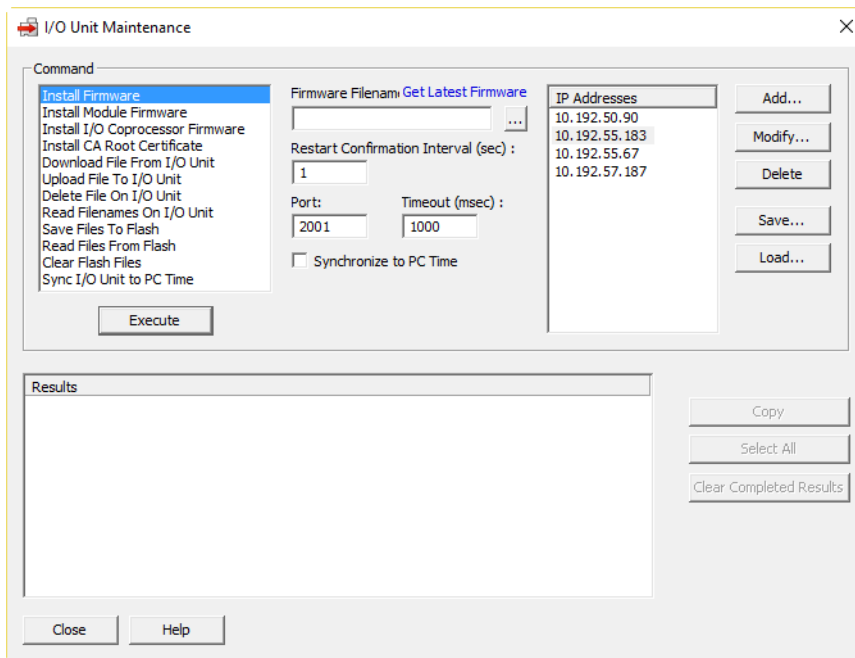 I/O Unit Maintenance
Command
Install Firmware
Install Module Firmware
Install I/O Coprocessor Firmware
Install CA Root Certificate
Download File From I/O Unit
Upload File To I/O Unit
Delete File On I/O Unit
Read Filenames On I/O Unit
Save Files To Flash
Read Files From Flash
Clear Flash Files
Sync I/O Unit to PC Time
Execute
Firmware Filenam Get Latest Firmware
...
Restart Confirmation Interval (sec) :
1
Port: Timeout (msec) :
2001 1000
Synchronize to PC Time
IP Addresses
10.192.50.90
10.192.55.183
10.192.55.67
10.192.57.187
Add...
Modify...
Delete
Save...
Load...
Results
Copy
Select All
Clear Completed Results
Close Help